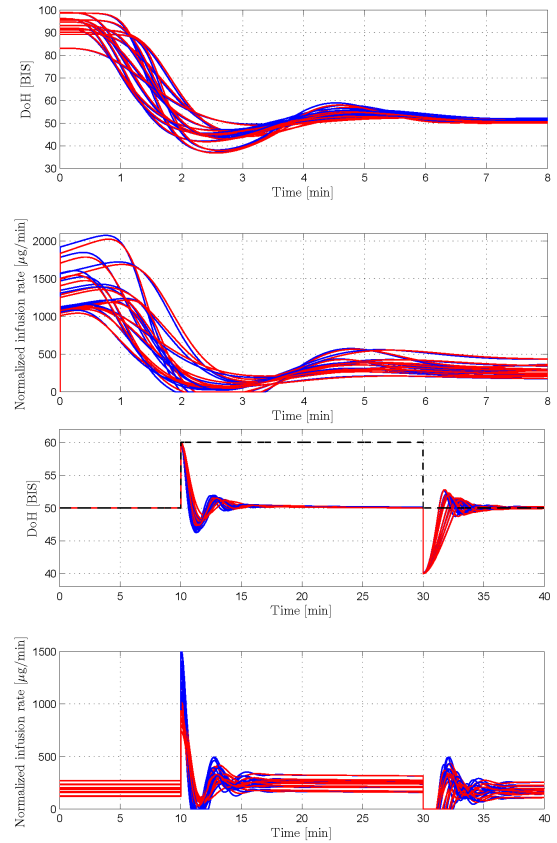 100
90
80
70
60
50
40
30
DoH [BIS]
0 1 2 3 4 5 6 7 8
Time [min]
2000
1500
1000
500
0
Normalized infusion rate [μg/min]
0 1 2 3 4 5 6 7 8
Time [min]
60
55
50
45
40
DoH [BIS]
0 5 10 15 20 25 30 35 40
Time [min]
1500
1000
500
0
Normalized infusion rate [μg/min]
0 5 10 15 20 25 30 35 40
Time [min]